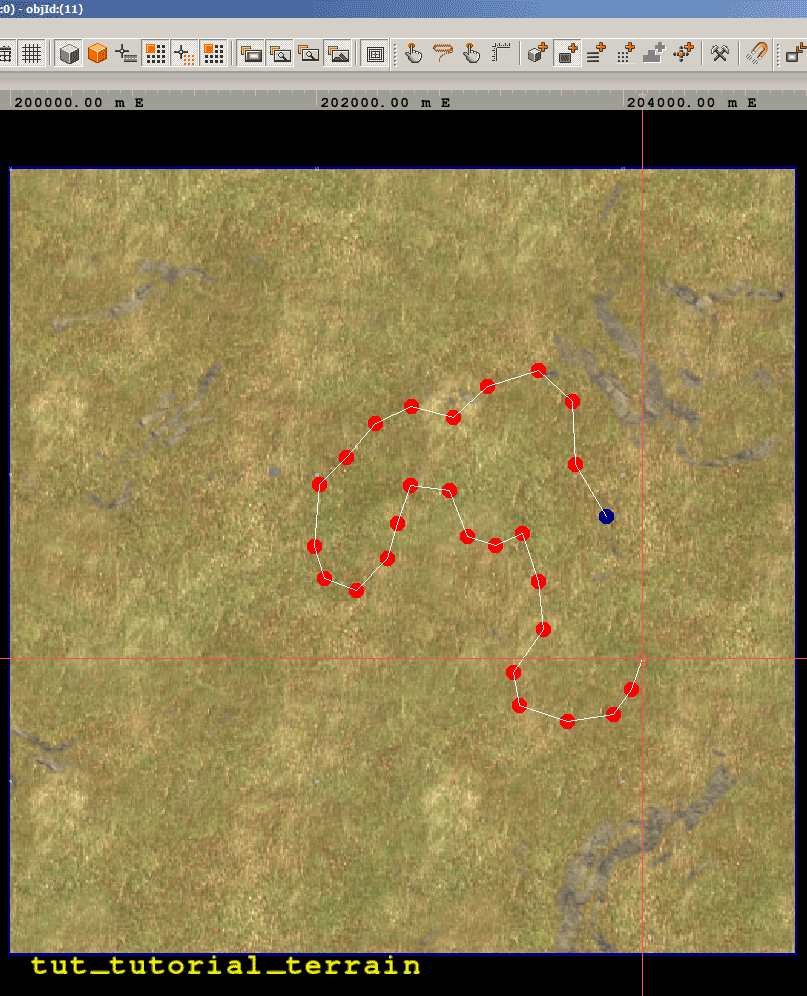 :0) - objId:(11)
200000.00 m E 202000.00 m E 204000.00 m E
tut_tutorial_terrain